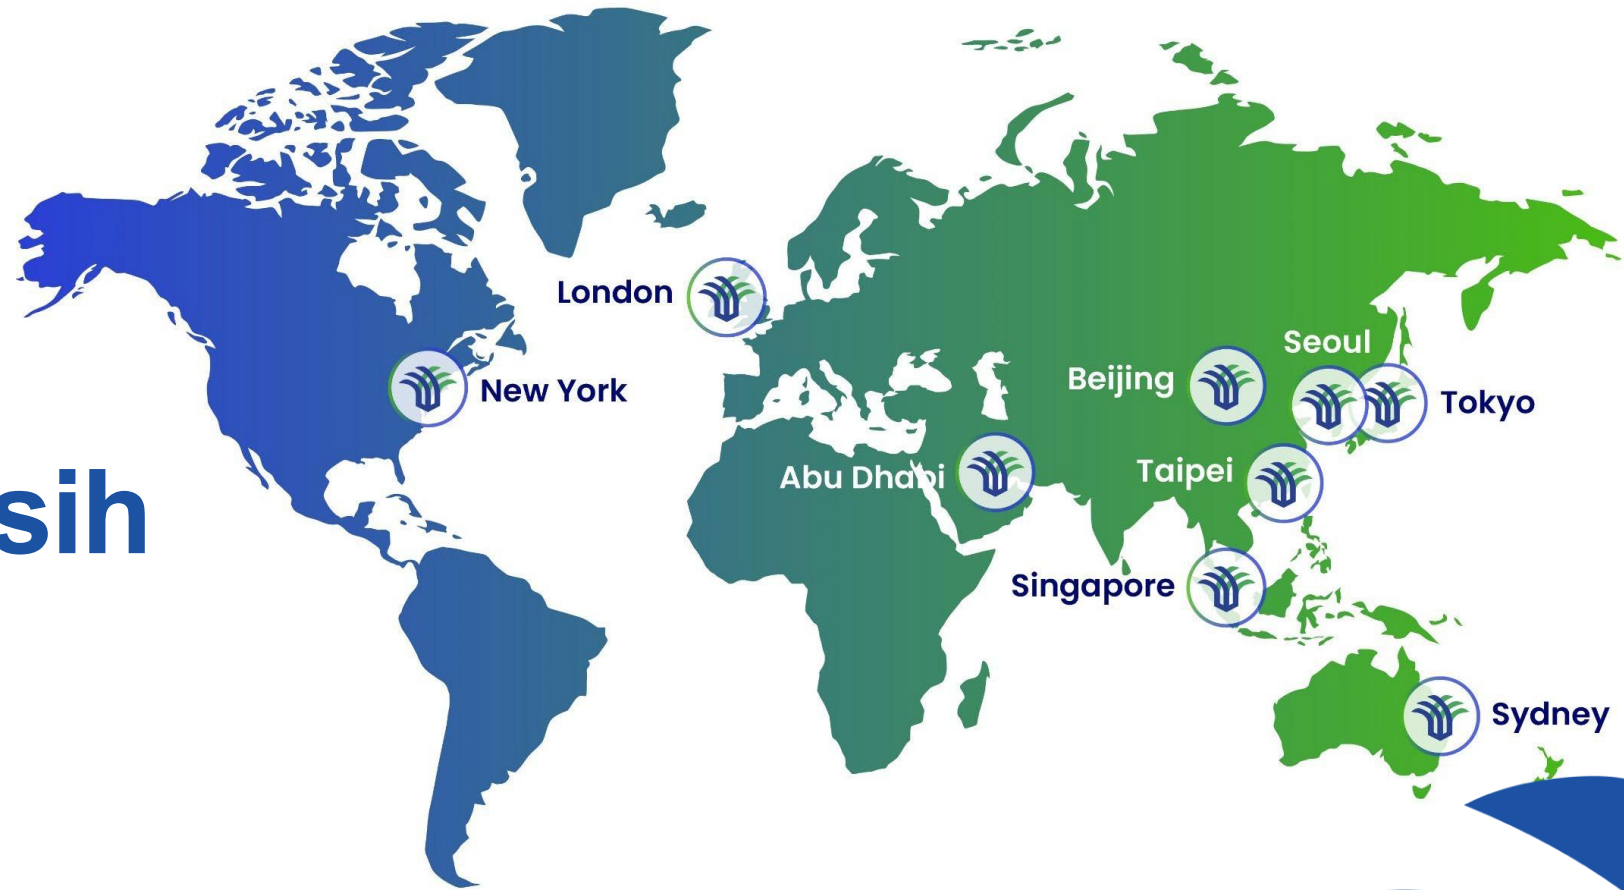 London
Seoul
Beijing
New York
Tokyo
Taipei
Abu Dhabi
sih
Singapore
Sydney